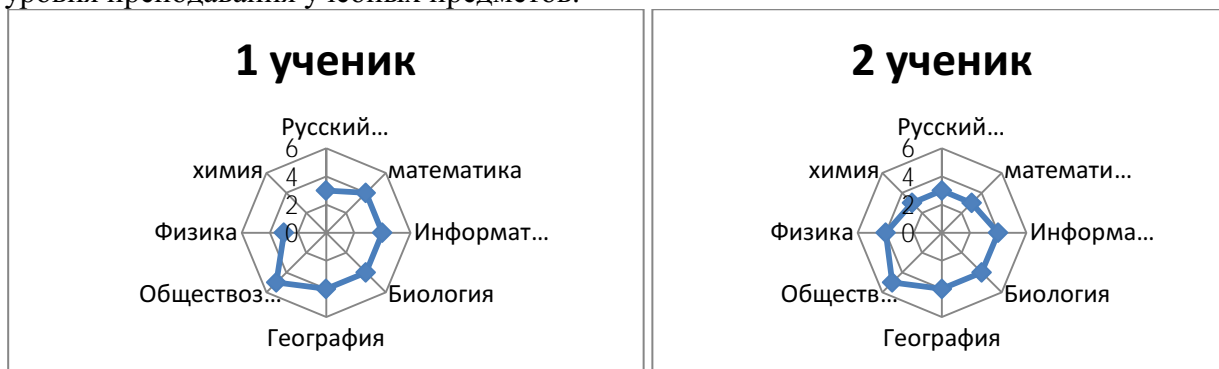 уровня преподавания учебных предметов.
1 ученик
Русский...
математика
Информат...
Биология
География
Обществоз...
Физика
химия
6
4
2
0
2 ученик
Русский...
математи...
Информа...
Биология
География
Обществ...
Физика
химия
6
4
2
0